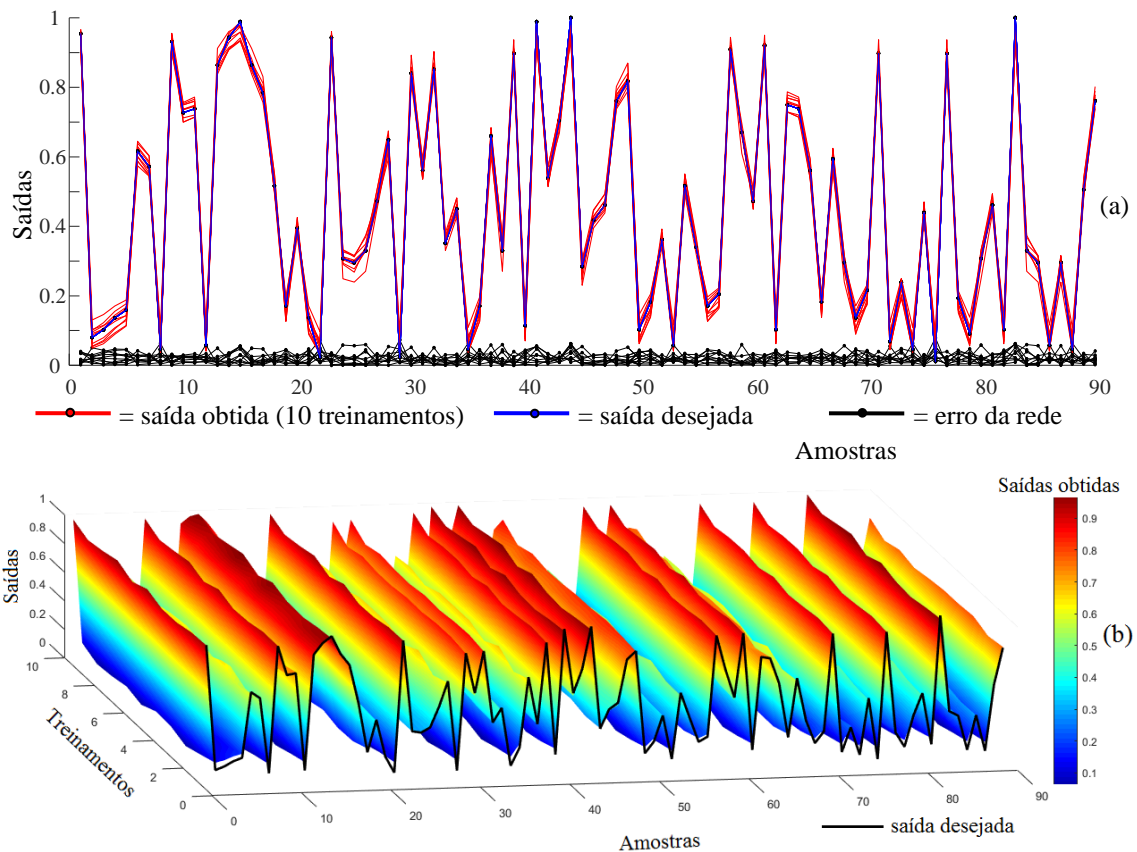 1
0.8
0.6
0.4
0.2
0
Saídas
(a)
0 10 20 30 40 50 60 70 80 90
= saída obtida (10 treinamentos) = saída desejada = erro da rede
Amostras
Saídas obtidas
1
0.8
0.6
0.4
0.2
0
Saídas
10
8
6
4
2
0
Treinamentos
0 10 20 30 40 50 60 70 80 90
Amostras
saída desejada
0.9
0.8
0.7
0.6
0.5
0.4
0.3
0.2
0.1
(b)